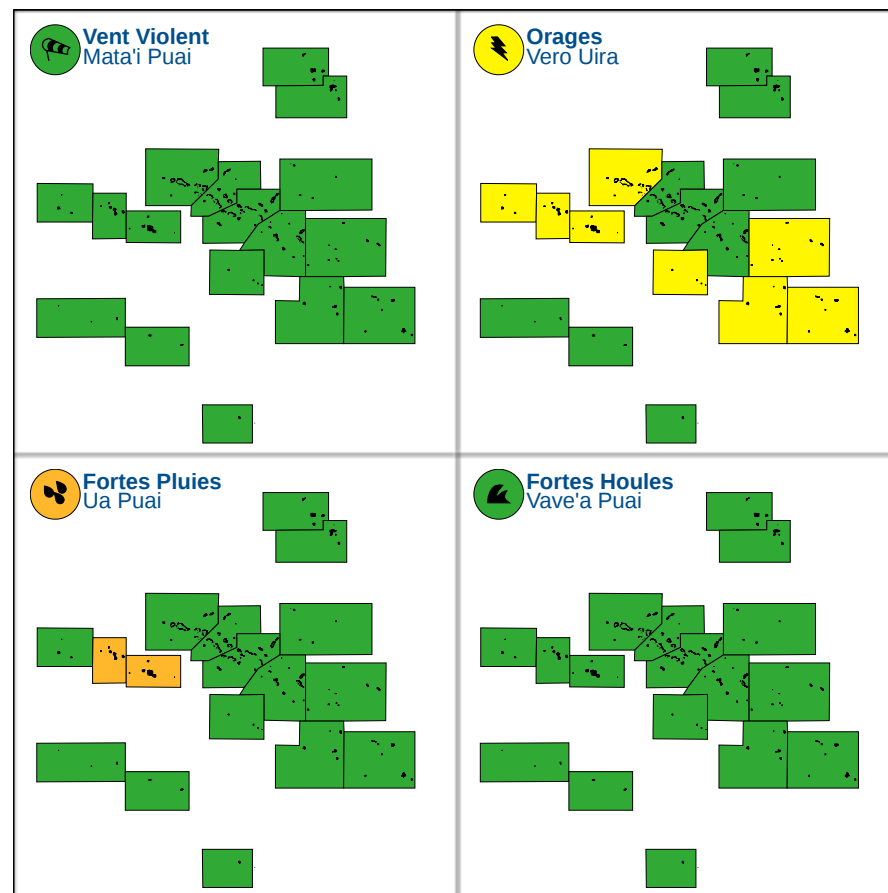 Vent Violent
Mata'i Puai
Orages
Vero Uira
Fortes Pluies
Ua Puai
Fortes Houles
Vave'a Puai